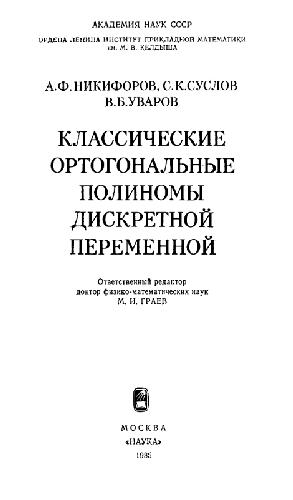 АКАДЕМИЯ НАУК СССР
ОРДЕНА ЛЕНИНА ИНСТИТУТ ПРИКЛАДНОЙ МАТЕМАТИКИ
им. М. В. КЕЛДЫША
А.Ф.НИКИФОРОВ, С.К.СУСЛОВ
В.Б.УВАРОВ
КЛАССИЧЕСКИЕ
ОРТОГОНАЛЬНЫЕ
ПОЛИНОМЫ
ДИСКРЕТНОЙ
ПЕРЕМЕННОЙ
Ответственный редактор
доктор физико-математических наук
М. И. ГРАЕВ
МОСКВА
«НАУКА»
1985